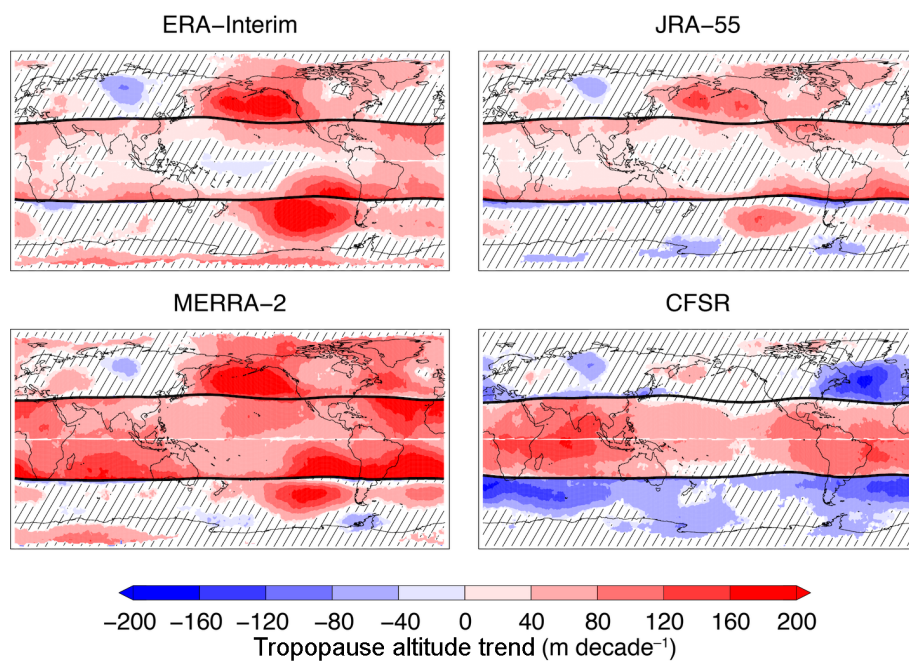 ERA−Interim
JRA−55
MERRA−2
CFSR
−200 −160 −120 −80 −40 0 40 80 120 160 200
Tropopause altitude trend (m decade⁻¹)